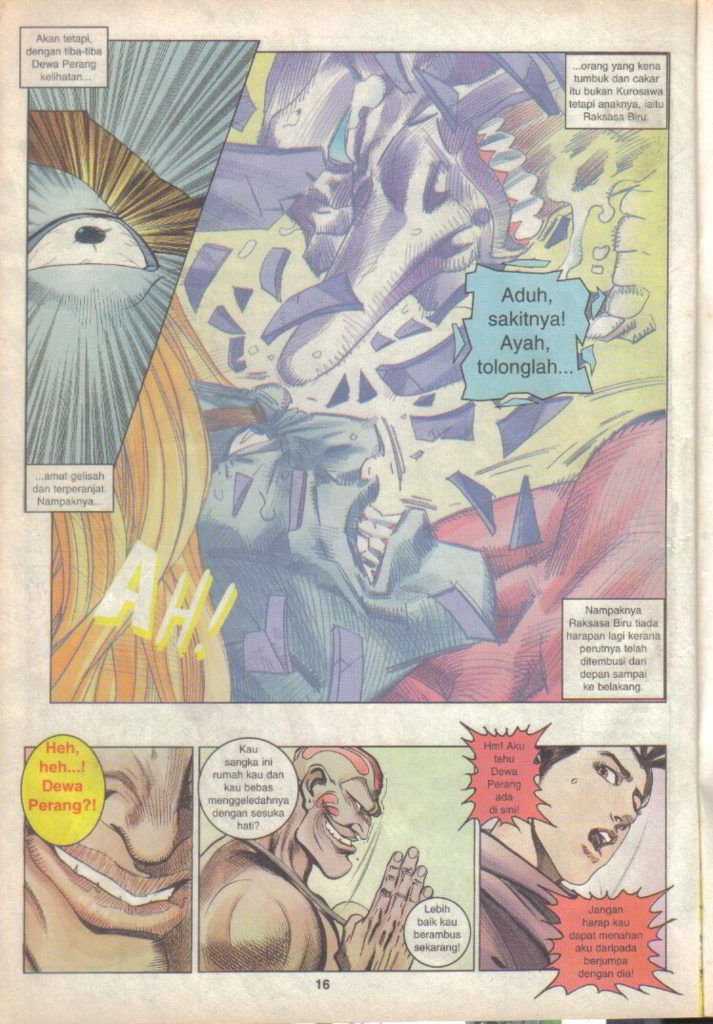 Akan tetapi,
dengan tiba-tiba
Dewa Perang
kelihatan...
...orang yang kena
tumbuk dan cakar
itu bukan Kurosawa
tetapi anaknya, iaitu
Raksasa Biru.
Aduh,
sakitnya!
Ayah,
tolonglah...
...amat gelisah
dan terperanjat.
Nampaknya...
AH!
Nampaknya
Raksasa Biru tiada
harapan lagi kerana
perutnya telah
ditembusi dari
depan sampai
ke belakang.
Heh,
heh...!
Dewa
Perang?!
Kau
sangka ini
rumah kau dan
kau bebas
menggeledahnya
dengan sesuka
hati?
Lebih
baik kau
berambus
sekarang!
Hm! Aku
tahu
Dewa
Perang
ada
di sini!
Jangan
harap kau
dapat menahan
aku daripada
berjumpa
dengan dia!
16